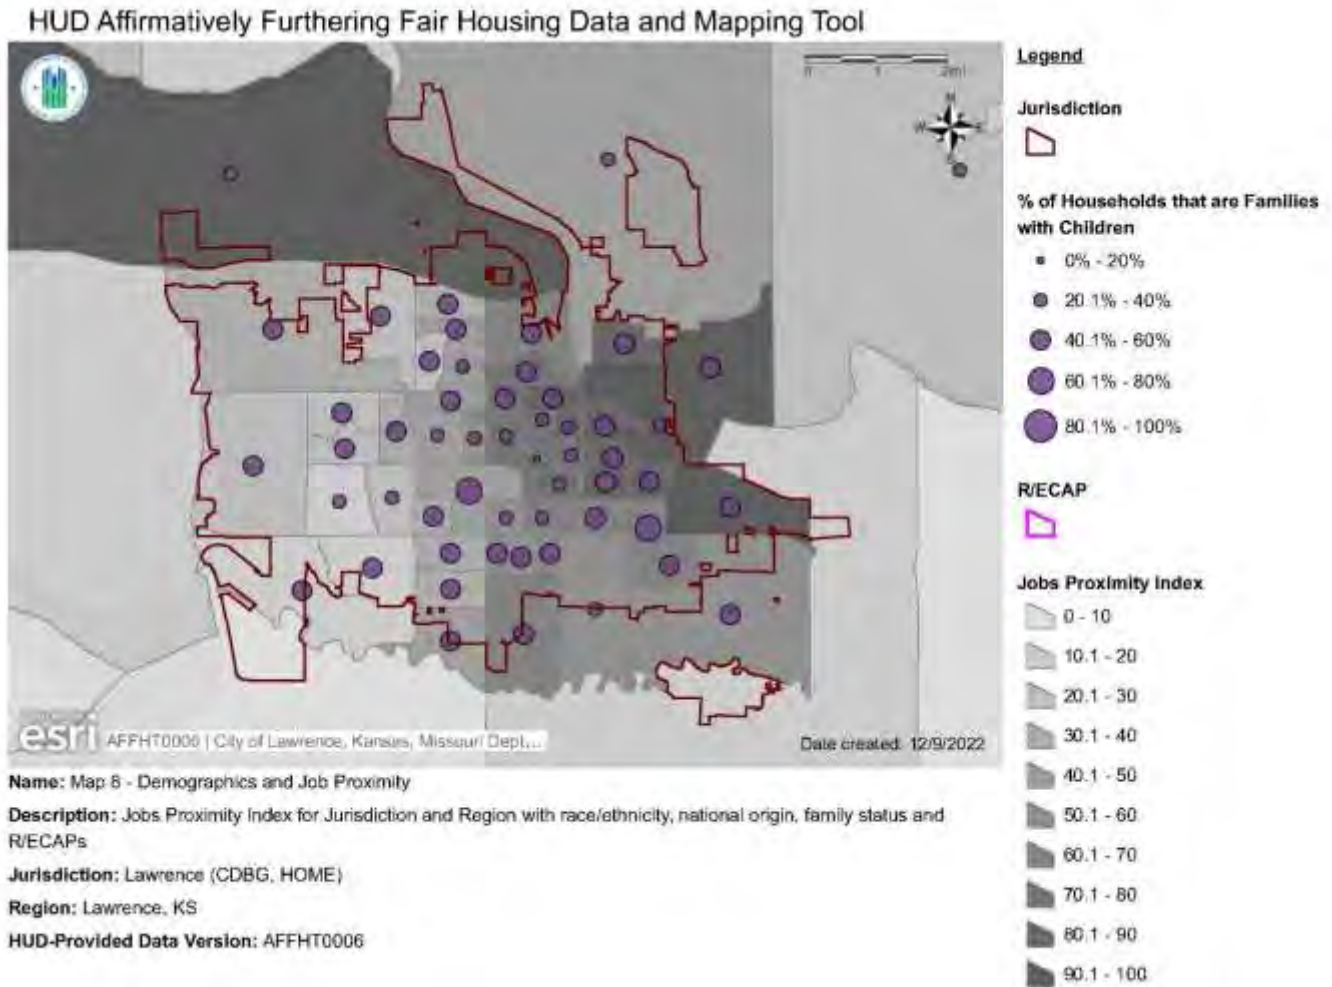 HUD Affirmatively Furthering Fair Housing Data and Mapping Tool
0 1 2mi
N
W E
S
esri
AFFHT0006 | City of Lawrence, Kansas, Missouri Dept...
Date created: 12/9/2022
Legend
Jurisdiction
% of Households that are Families
with Children
0% - 20%
20.1% - 40%
40.1% - 60%
60.1% - 80%
80.1% - 100%
R/ECAP
Jobs Proximity Index
0 - 10
10.1 - 20
20.1 - 30
30.1 - 40
40.1 - 50
50.1 - 60
60.1 - 70
70.1 - 80
80.1 - 90
90.1 - 100
Name: Map 8 - Demographics and Job Proximity
Description: Jobs Proximity Index for Jurisdiction and Region with race/ethnicity, national origin, family status and
R/ECAPs
Jurisdiction: Lawrence (CDBG, HOME)
Region: Lawrence, KS
HUD-Provided Data Version: AFFHT0006